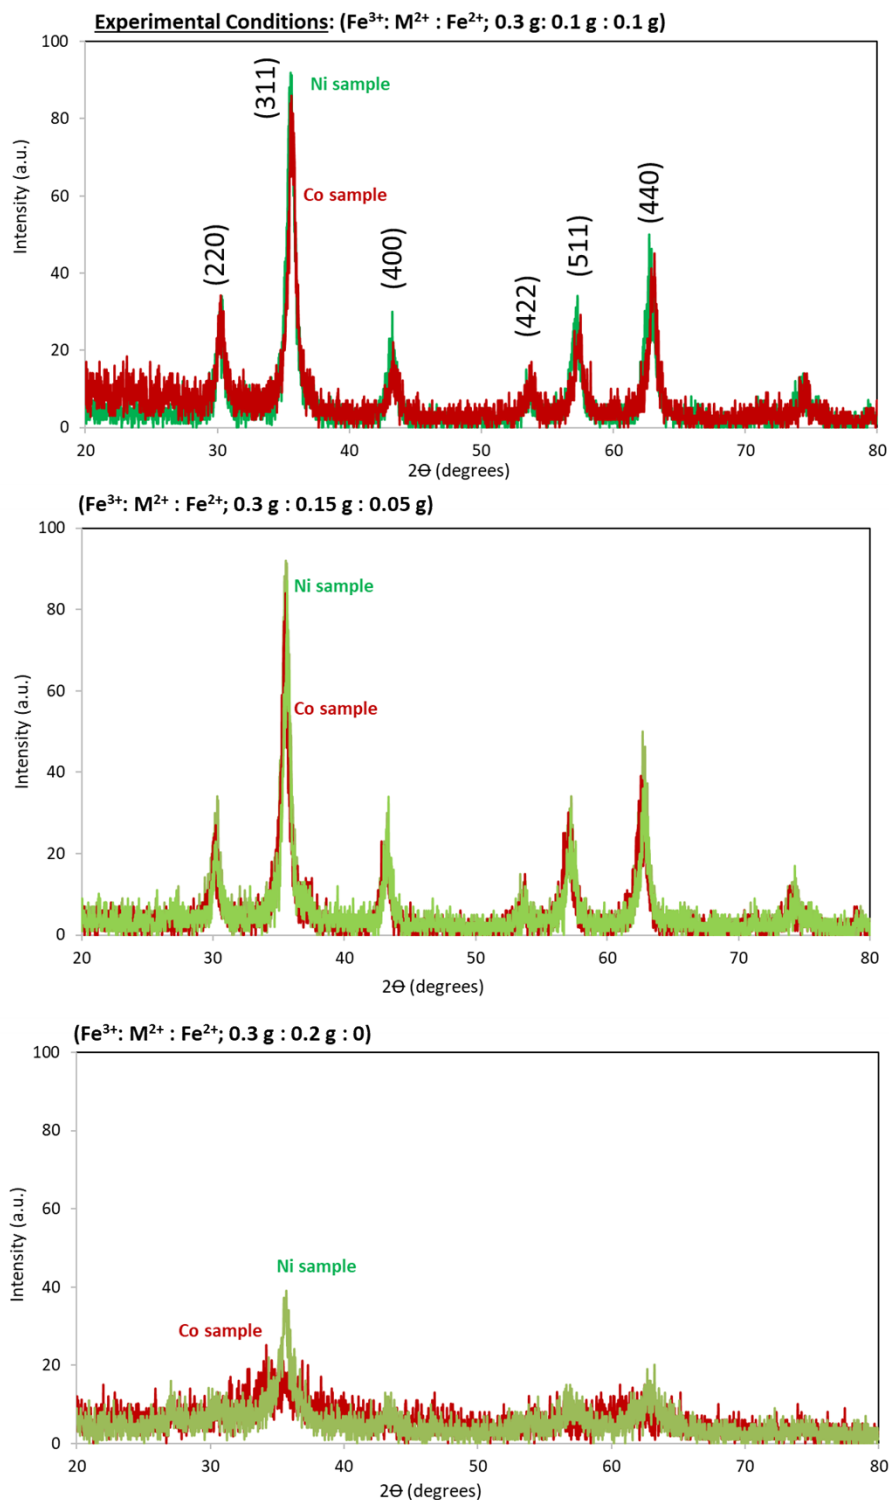 Experimental Conditions: (Fe³⁺: M²⁺ : Fe²⁺; 0.3 g: 0.1 g : 0.1 g)
100
80
60
40
20
0
Intensity (a.u.)
(220)
(311)
Ni sample
Co sample
(400)
(422)
(511)
(440)
20 30 40 50 60 70 80
2ϴ (degrees)
(Fe³⁺: M²⁺ : Fe²⁺; 0.3 g : 0.15 g : 0.05 g)
100
80
60
40
20
0
Intensity (a.u.)
Ni sample
Co sample
20 30 40 50 60 70 80
2ϴ (degrees)
(Fe³⁺: M²⁺ : Fe²⁺; 0.3 g : 0.2 g : 0)
100
80
60
40
20
0
Intensity (a.u.)
Ni sample
Co sample
20 30 40 50 60 70 80
2ϴ (degrees)